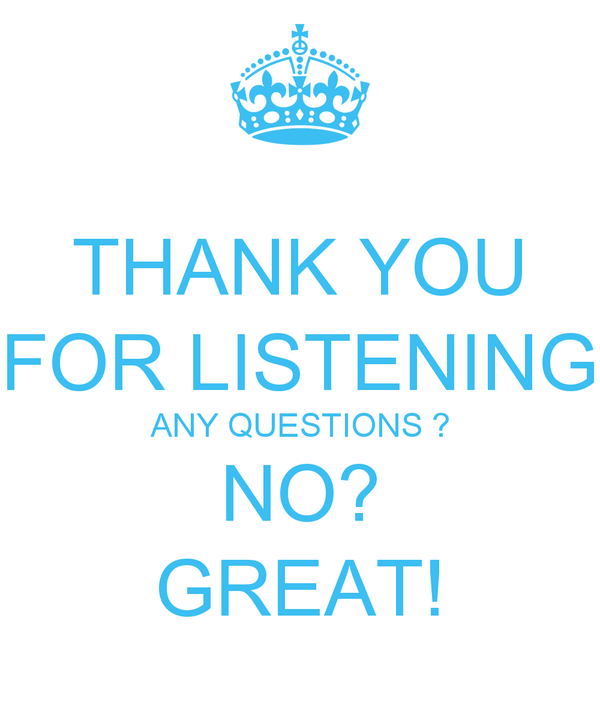 THANK YOU
FOR LISTENING
ANY QUESTIONS ?
NO?
GREAT!